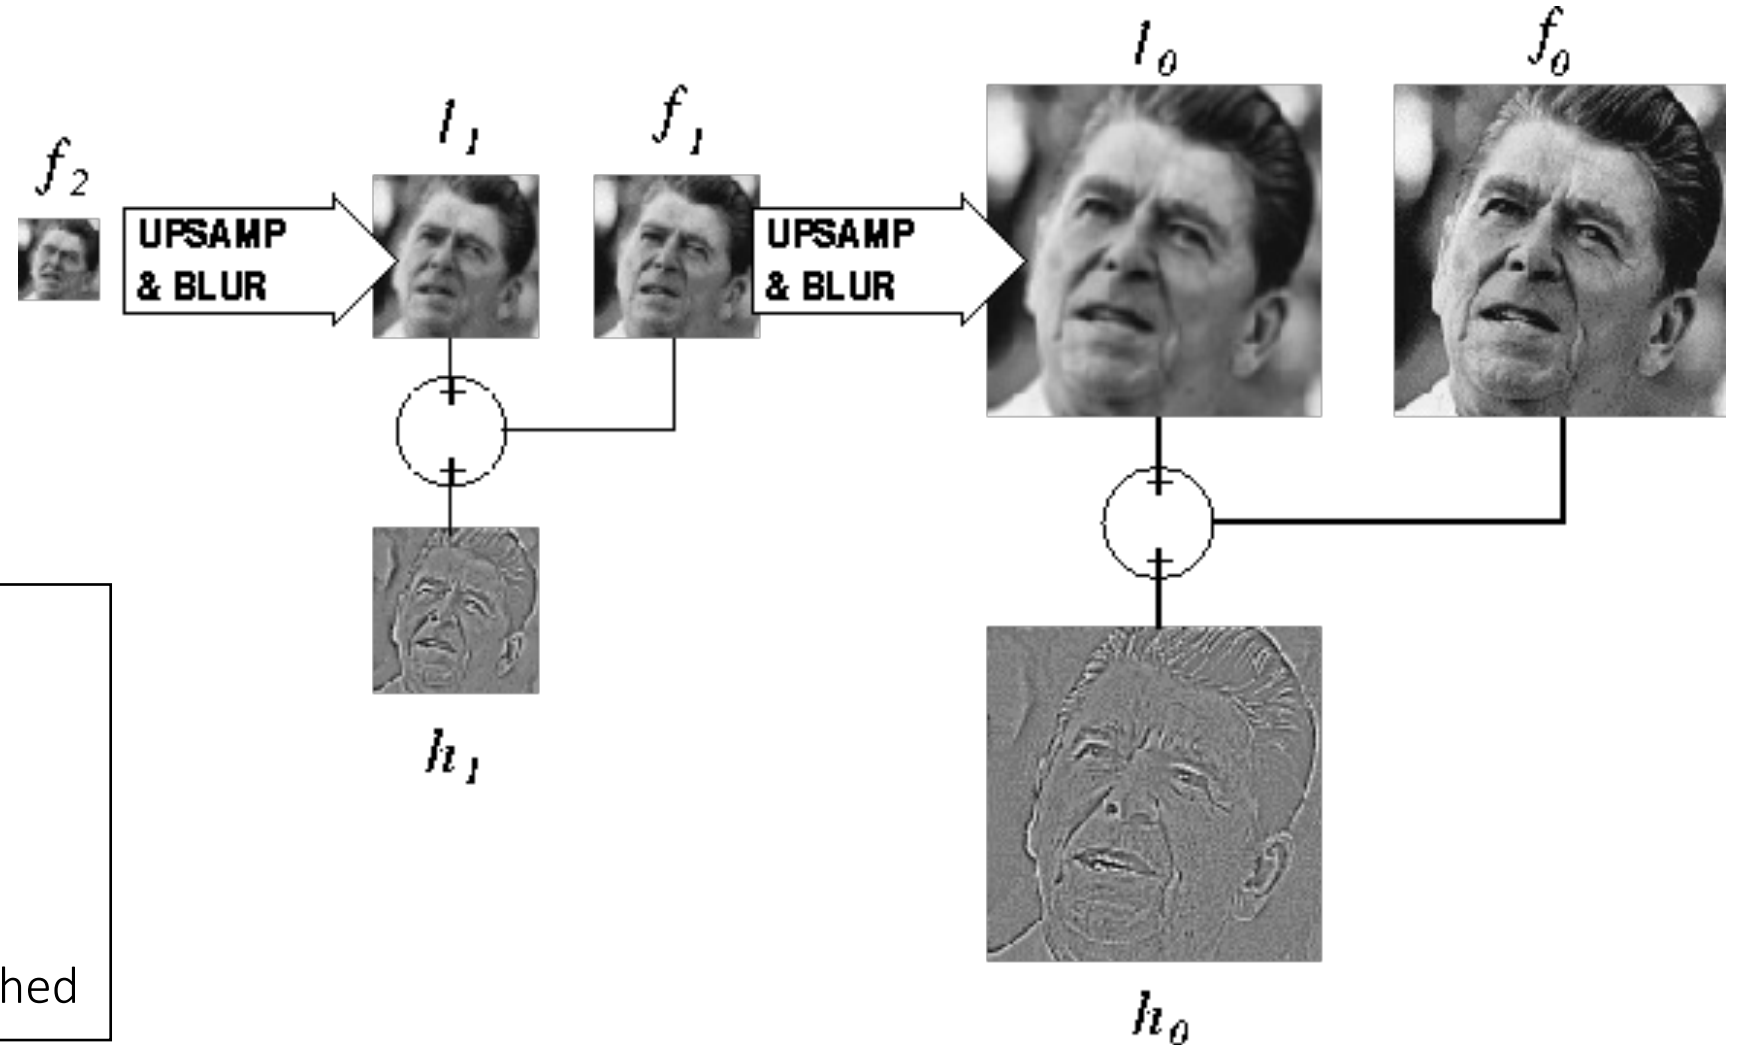 l0
f0
l1
f1
f2
UPSAMP
& BLUR
UPSAMP
& BLUR
+
+
+
+
h1
hed
h0